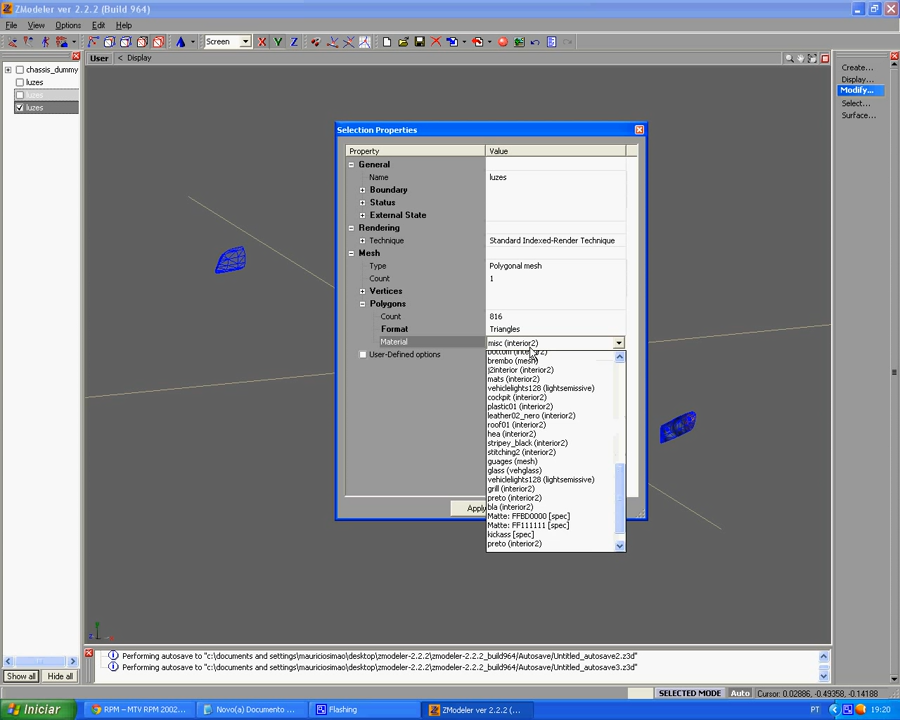 ZModeler ver 2.2.2 (Build 964)
File View Options Edit Help
Screen X Y Z
User < Display
chassis_dummy
luzes
luzes
luzes
Show all Hide all
Create...
Display...
Modify...
Select...
Surface...
Selection Properties
Property Value
General
Name luzes
Boundary
Status
External State
Rendering
Technique Standard Indexed-Render Technique
Mesh
Type Polygonal mesh
Count 1
Vertices
Polygons
Count 816
Format Triangles
Material misc (interior2)
User-Defined options
bottom (interior2)
brembo (mesh)
j2interior (interior2)
mats (interior2)
vehiclelights128 (lightsemissive)
cockpit (interior2)
plastic01 (interior2)
leather02_nero (interior2)
roof01 (interior2)
hea (interior2)
stripey_black (interior2)
stitching2 (interior2)
guages (mesh)
glass (vehglass)
vehiclelights128 (lightsemissive)
grill (interior2)
preto (interior2)
bla (interior2)
Matte: FFBD0000 [spec]
Matte: FF111111 [spec]
kickass [spec]
preto (interior2)
Apply
Performing autosave to "c:\documents and settings\mauriciosimao\desktop\zmodeler-2.2.2\zmodeler-2.2.2_build964/Autosave/Untitled_autosave2.z3d"
Performing autosave to "c:\documents and settings\mauriciosimao\desktop\zmodeler-2.2.2\zmodeler-2.2.2_build964/Autosave/Untitled_autosave3.z3d"
SELECTED MODE Auto Cursor: 0.02886, -0.49358, -0.14188
Iniciar RPM – MTV RPM 2002... Novo(a) Documento ... Flashing ZModeler ver 2.2.2 (... PT 19:20